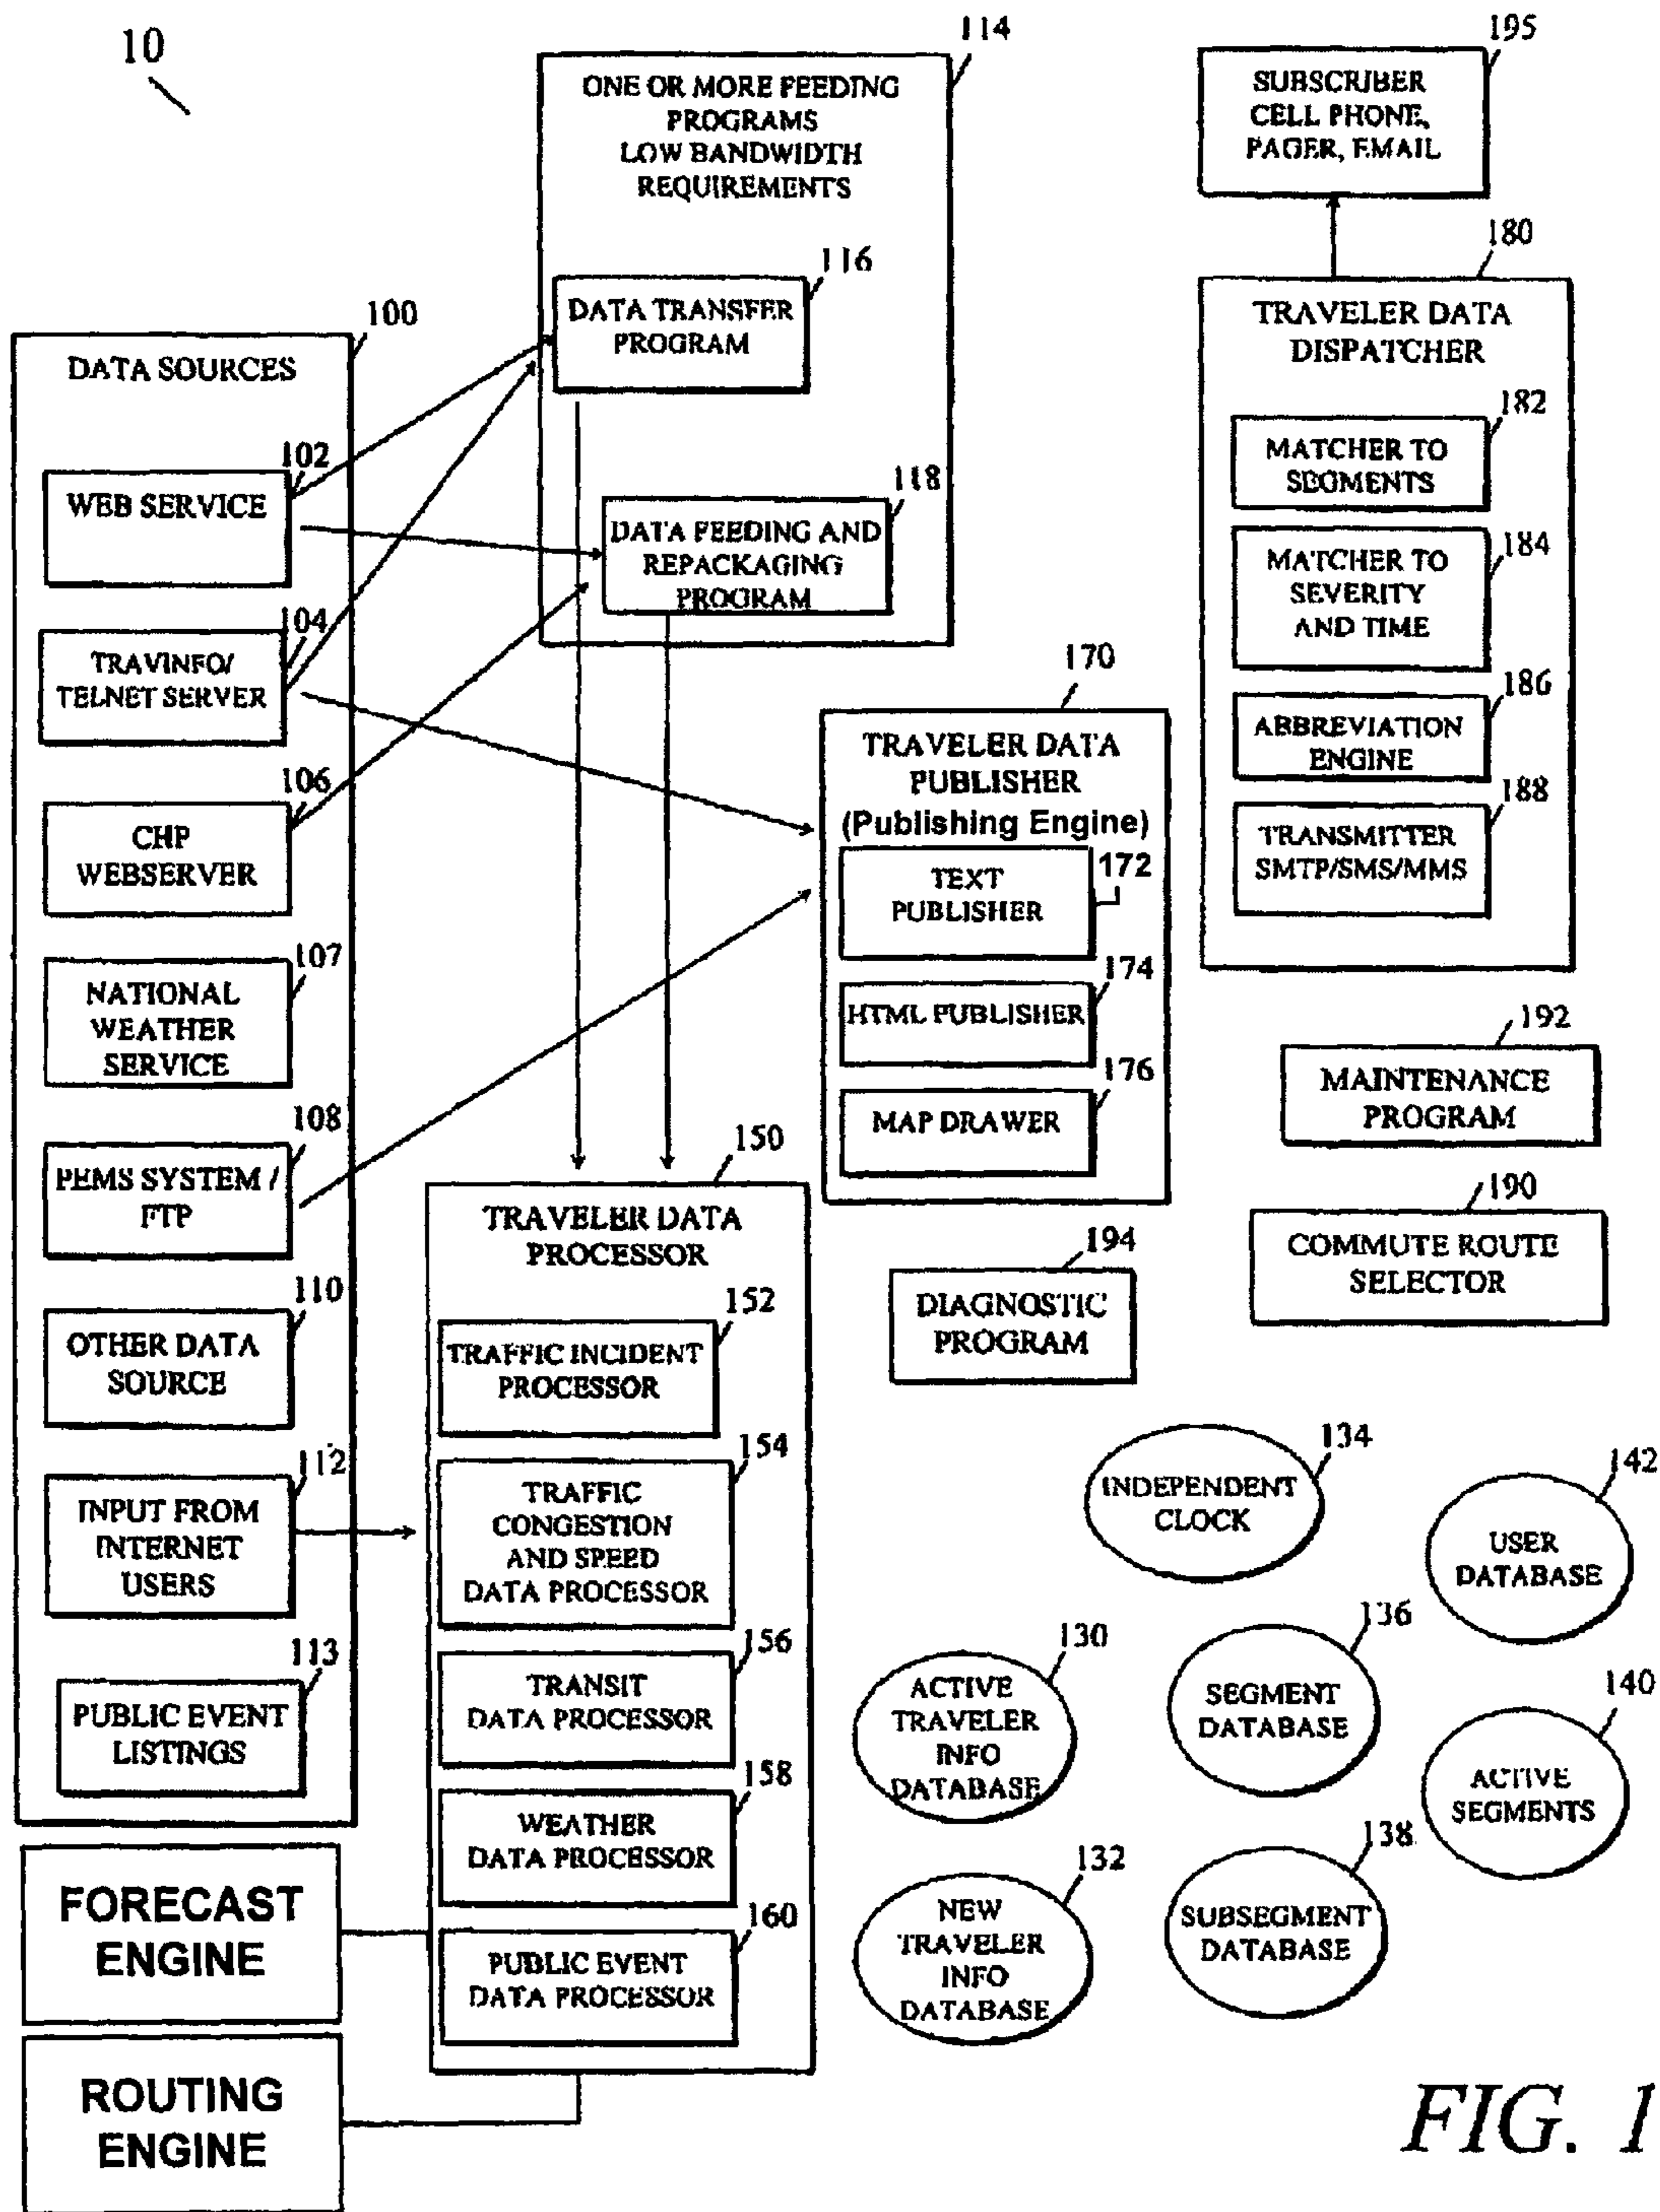 10
114
ONE OR MORE FEEDING
PROGRAMS
LOW BANDWIDTH
REQUIREMENTS
116
DATA TRANSFER
PROGRAM
118
DATA FEEDING AND
REPACKAGING
PROGRAM
195
SUBSCRIBER
CELL PHONE,
PAGER, EMAIL
180
TRAVELER DATA
DISPATCHER
182
MATCHER TO
SEGMENTS
184
MATCHER TO
SEVERITY
AND TIME
186
ABBREVIATION
ENGINE
188
TRANSMITTER
SMTP/SMS/MMS
100
DATA SOURCES
102
WEB SERVICE
104
TRAVINFO/
TELNET SERVER
106
CHP
WEBSERVER
107
NATIONAL
WEATHER
SERVICE
108
PEMS SYSTEM /
FTP
110
OTHER DATA
SOURCE
112
INPUT FROM
INTERNET
USERS
113
PUBLIC EVENT
LISTINGS
170
TRAVELER DATA
PUBLISHER
(Publishing Engine)
172
TEXT
PUBLISHER
174
HTML PUBLISHER
176
MAP DRAWER
192
MAINTENANCE
PROGRAM
190
COMMUTE ROUTE
SELECTOR
194
DIAGNOSTIC
PROGRAM
150
TRAVELER DATA
PROCESSOR
152
TRAFFIC INCIDENT
PROCESSOR
154
TRAFFIC
CONGESTION
AND SPEED
DATA PROCESSOR
156
TRANSIT
DATA PROCESSOR
158
WEATHER
DATA PROCESSOR
160
PUBLIC EVENT
DATA PROCESSOR
134
INDEPENDENT
CLOCK
142
USER
DATABASE
130
ACTIVE
TRAVELER
INFO
DATABASE
136
SEGMENT
DATABASE
140
ACTIVE
SEGMENTS
132
NEW
TRAVELER
INFO
DATABASE
138
SUBSEGMENT
DATABASE
FORECAST
ENGINE
ROUTING
ENGINE
FIG. 1